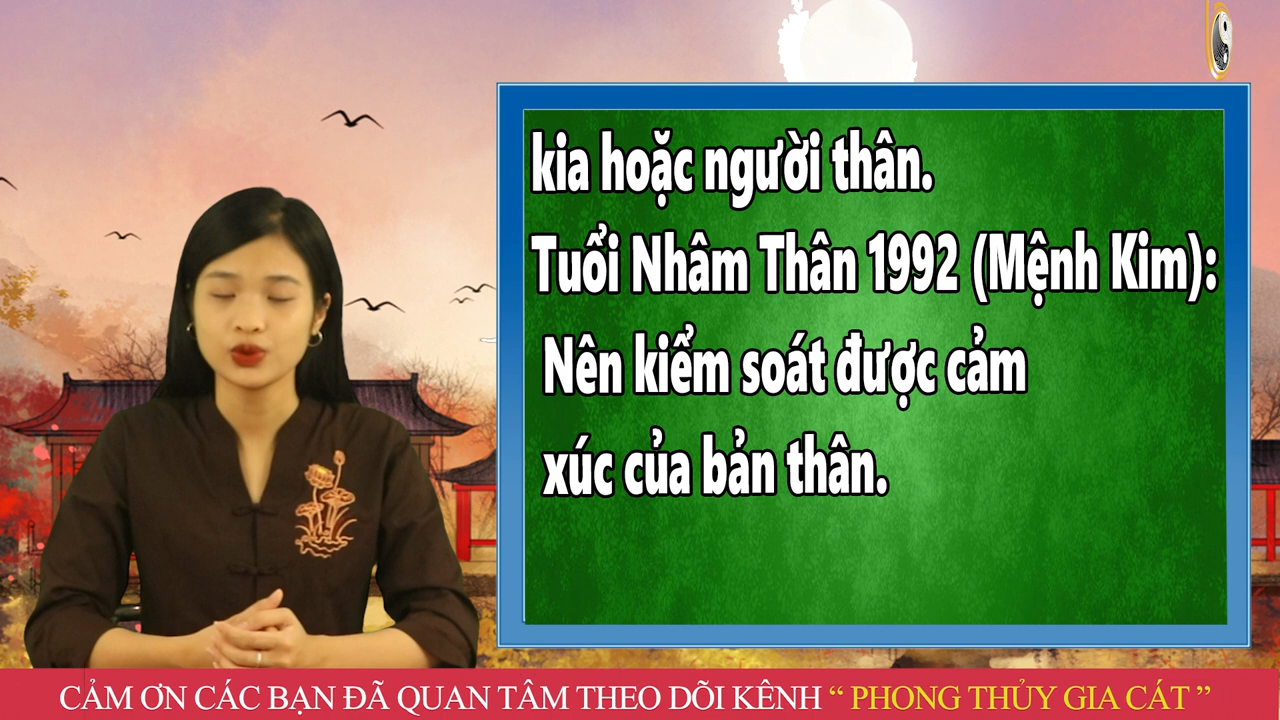 kia hoặc người thân.
Tuổi Nhâm Thân 1992 (Mệnh Kim):
Nên kiểm soát được cảm
xúc của bản thân.
CẢM ƠN CÁC BẠN ĐÃ QUAN TÂM THEO DÕI KÊNH “ PHONG THỦY GIA CÁT ”